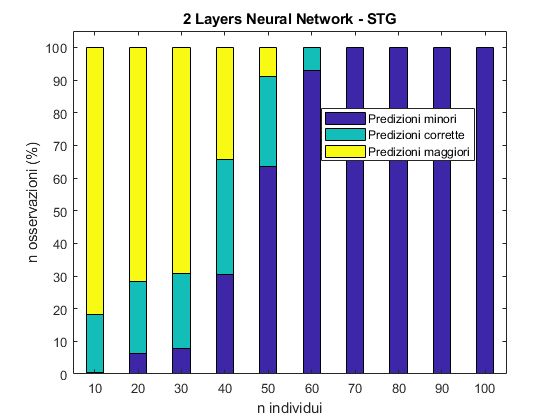 2 Layers Neural Network - STG
n osservazioni (%)
100
90
80
70
60
50
40
30
20
10
0
Predizioni minori
Predizioni corrette
Predizioni maggiori
10 20 30 40 50 60 70 80 90 100
n individui